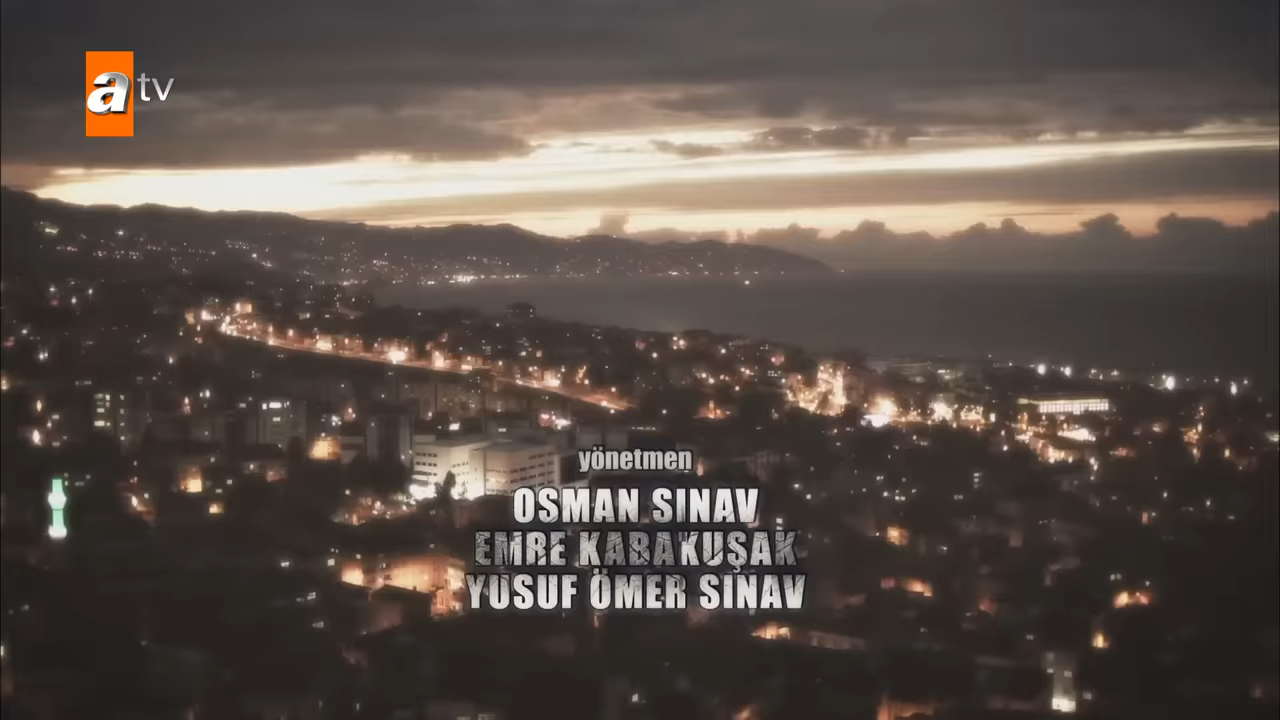 atv
yönetmen
OSMAN SINAV
EMRE KABAKUŞAK
YUSUF ÖMER SINAV